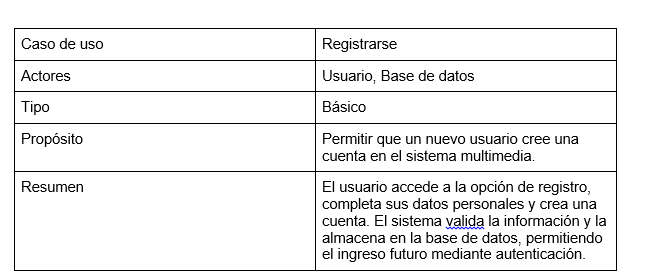 Caso de uso
Registrarse
Actores
Usuario, Base de datos
Tipo
Básico
Propósito
Permitir que un nuevo usuario cree una
cuenta en el sistema multimedia.
Resumen
El usuario accede a la opción de registro,
completa sus datos personales y crea una
cuenta. El sistema valida la información y la
almacena en la base de datos, permitiendo
el ingreso futuro mediante autenticación.